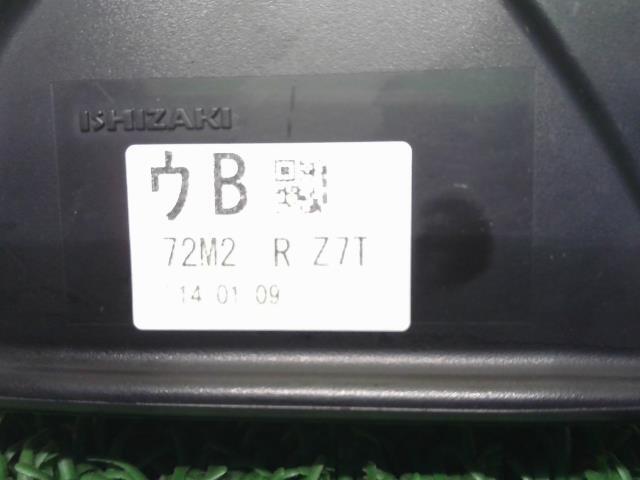 ISHIZAKI
ウB
72M2 R Z7T
'14 01 09